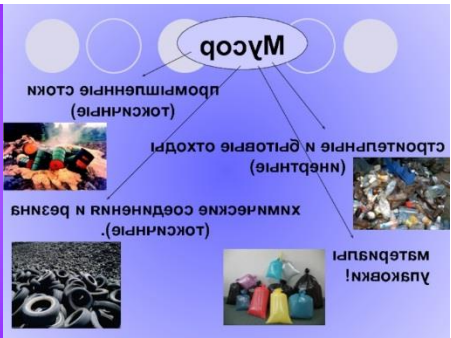 Мусор
промышленные стоки
(токсичные)
строительные и бытовые отходы
(инертные)
химические соединения и резина
(токсичные).
материалы
упаковки!